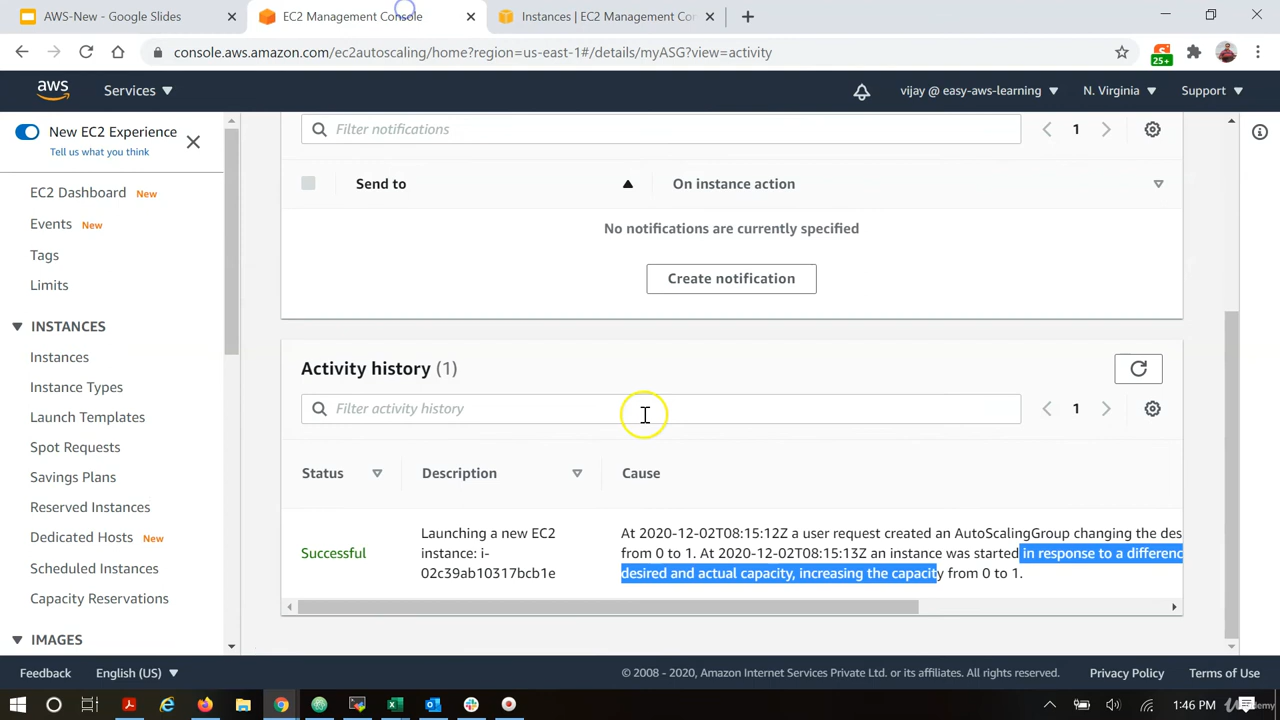 AWS-New - Google Slides
EC2 Management Console
Instances | EC2 Management Cor
console.aws.amazon.com/ec2autoscaling/home?region=us-east-1#/details/myASG?view=activity
25+
aws
Services
vijay @ easy-aws-learning
N. Virginia
Support
New EC2 Experience
Tell us what you think
EC2 Dashboard New
Events New
Tags
Limits
INSTANCES
Instances
Instance Types
Launch Templates
Spot Requests
Savings Plans
Reserved Instances
Dedicated Hosts New
Scheduled Instances
Capacity Reservations
IMAGES
Filter notifications
1
Send to
On instance action
No notifications are currently specified
Create notification
Activity history (1)
Filter activity history
1
Status
Description
Cause
Successful
Launching a new EC2
instance: i-
02c39ab10317bcb1e
At 2020-12-02T08:15:12Z a user request created an AutoScalingGroup changing the des
from 0 to 1. At 2020-12-02T08:15:13Z an instance was started in response to a differenc
desired and actual capacity, increasing the capacity from 0 to 1.
Feedback
English (US)
© 2008 - 2020, Amazon Internet Services Private Ltd. or its affiliates. All rights reserved.
Privacy Policy
Terms of Use
1:46 PM